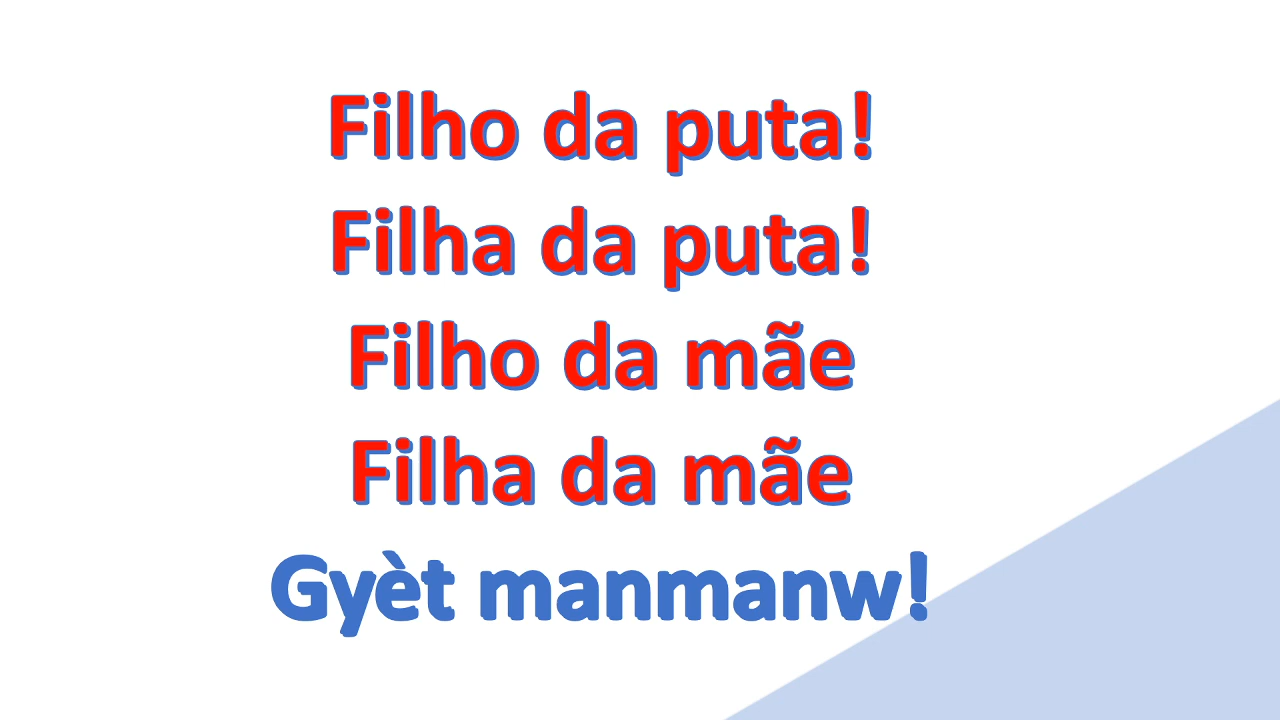 Filho da puta!
Filha da puta!
Filho da mãe
Filha da mãe
Gyèt manmanw!